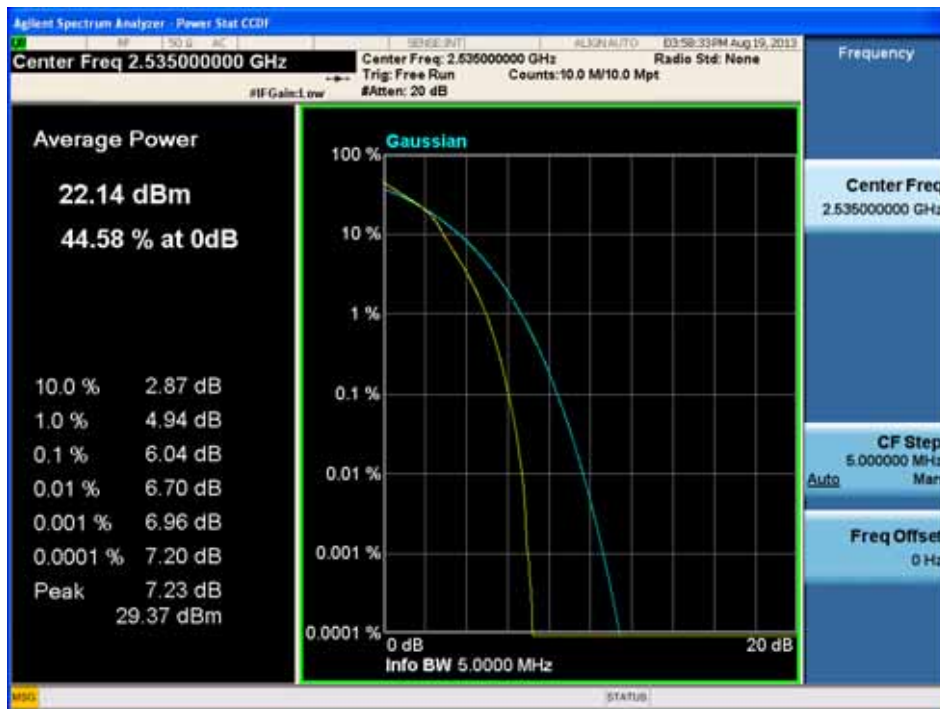 Agilent Spectrum Analyzer - Power Stat CCDF
RF 50 Ω AC SENSE:INT ALIGN AUTO 03:58:33 PM Aug 19, 2013
Center Freq 2.535000000 GHz
Center Freq: 2.535000000 GHz Radio Std: None
Trig: Free Run Counts:10.0 M/10.0 Mpt
#IFGain:Low #Atten: 20 dB
Frequency
Average Power
22.14 dBm
44.58 % at 0dB
10.0 % 2.87 dB
1.0 % 4.94 dB
0.1 % 6.04 dB
0.01 % 6.70 dB
0.001 % 6.96 dB
0.0001 % 7.20 dB
Peak 7.23 dB
29.37 dBm
Gaussian
100 %
10 %
1 %
0.1 %
0.01 %
0.001 %
0.0001 %
0 dB 20 dB
Info BW 5.0000 MHz
Center Freq
2.535000000 GHz
CF Step
5.000000 MHz
Auto Man
Freq Offset
0 Hz
MSG STATUS